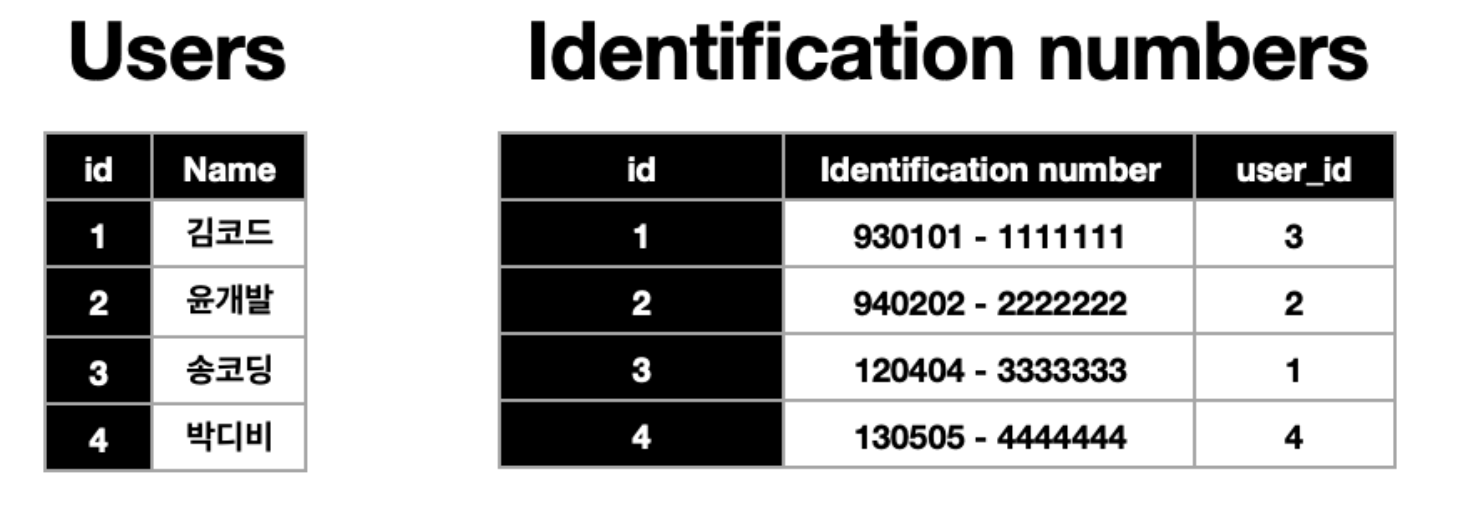 Users
id Name
1 김코드
2 윤개발
3 송코딩
4 박디비
Identification numbers
id Identification number user_id
1 930101 - 1111111 3
2 940202 - 2222222 2
3 120404 - 3333333 1
4 130505 - 4444444 4